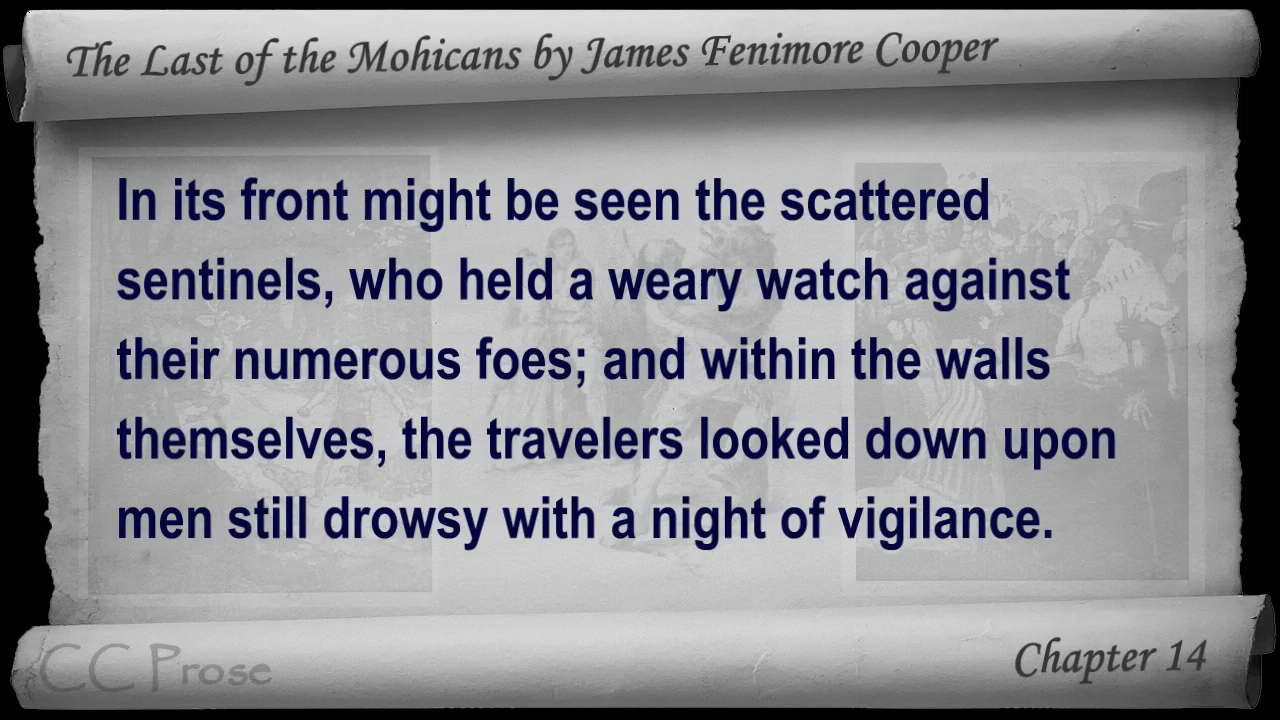 The Last of the Mohicans by James Fenimore Cooper
In its front might be seen the scattered
sentinels, who held a weary watch against
their numerous foes; and within the walls
themselves, the travelers looked down upon
men still drowsy with a night of vigilance.
CC Prose
Chapter 14